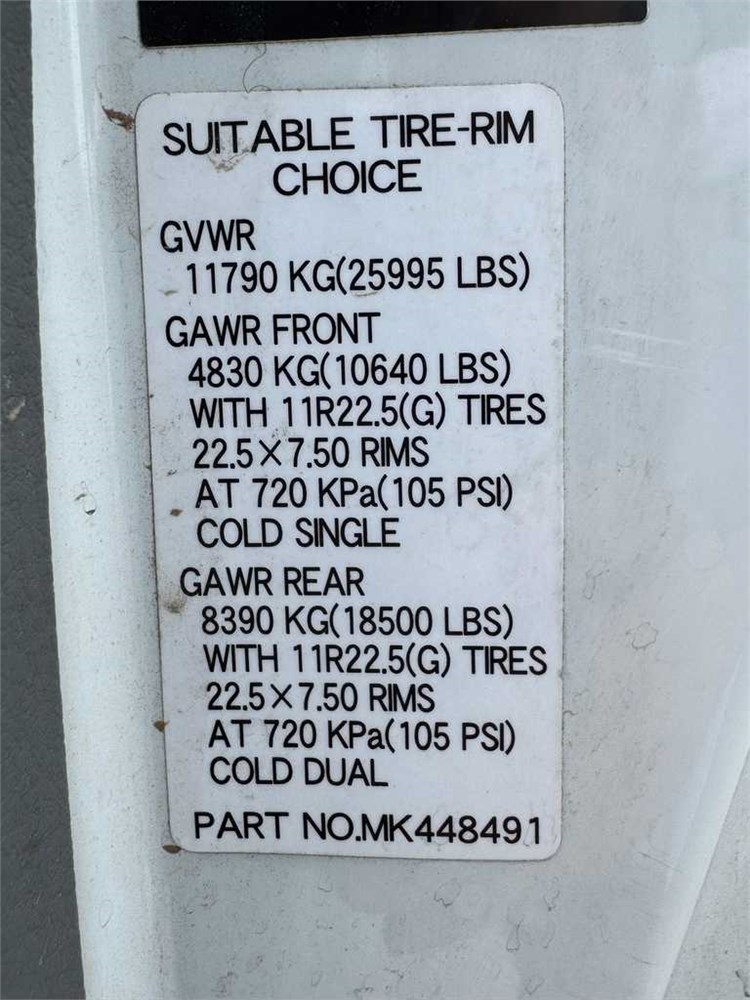 SUITABLE TIRE-RIM
CHOICE
GVWR
11790 KG(25995 LBS)
GAWR FRONT
4830 KG(10640 LBS)
WITH 11R22.5(G) TIRES
22.5×7.50 RIMS
AT 720 KPa(105 PSI)
COLD SINGLE
GAWR REAR
8390 KG(18500 LBS)
WITH 11R22.5(G) TIRES
22.5×7.50 RIMS
AT 720 KPa(105 PSI)
COLD DUAL
PART NO.MK448491